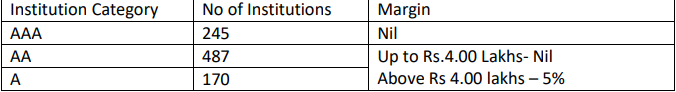 Institution Category No of Institutions Margin
AAA 245 Nil
AA 487 Up to Rs.4.00 Lakhs- Nil
A 170 Above Rs 4.00 lakhs – 5%